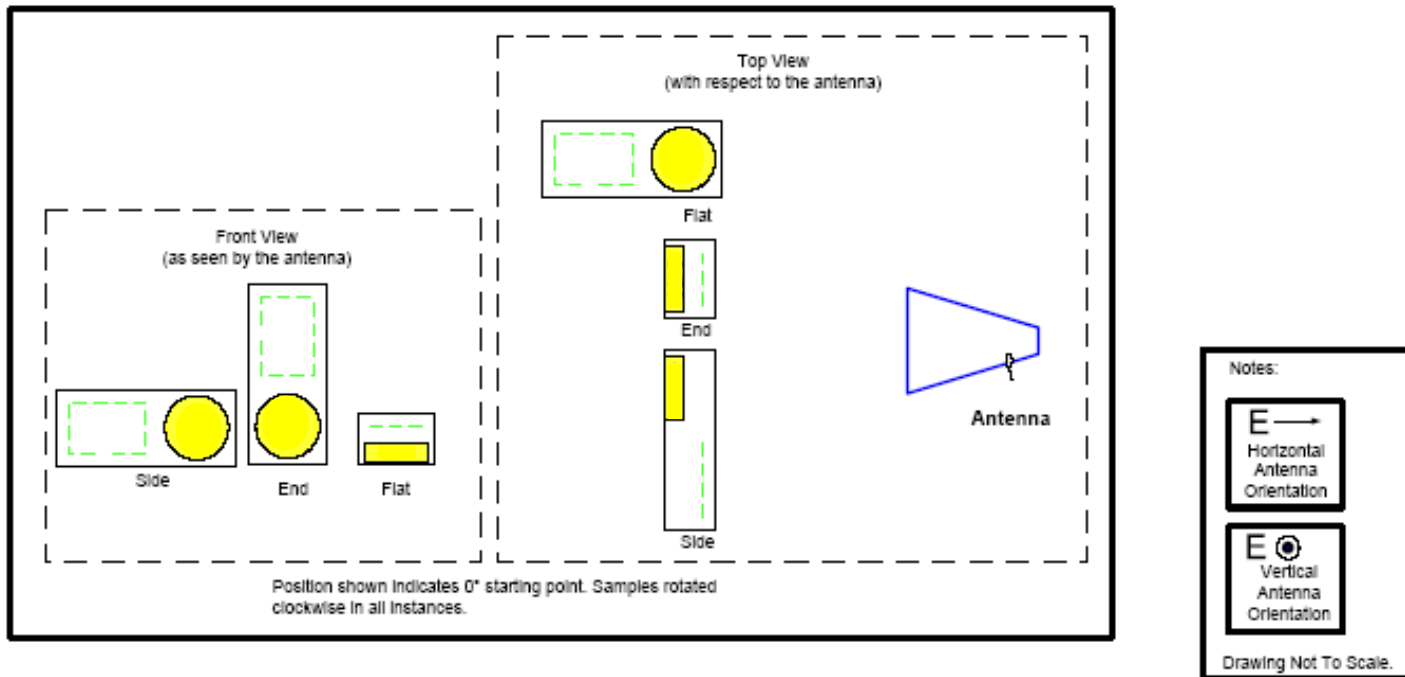 Top View
(with respect to the antenna)
Flat
End
Side
Antenna
Front View
(as seen by the antenna)
Side
End
Flat
Position shown indicates 0° starting point. Samples rotated
clockwise in all instances.
Notes:
E
Horizontal
Antenna
Orientation
E
Vertical
Antenna
Orientation
Drawing Not To Scale.